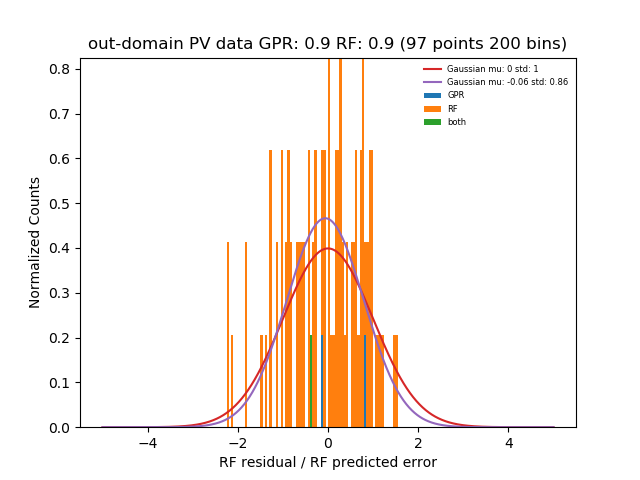 out-domain PV data GPR: 0.9 RF: 0.9 (97 points 200 bins)
Gaussian mu: 0 std: 1
Gaussian mu: -0.06 std: 0.86
GPR
RF
both
Normalized Counts
0.8
0.7
0.6
0.5
0.4
0.3
0.2
0.1
0.0
−4 −2 0 2 4
RF residual / RF predicted error